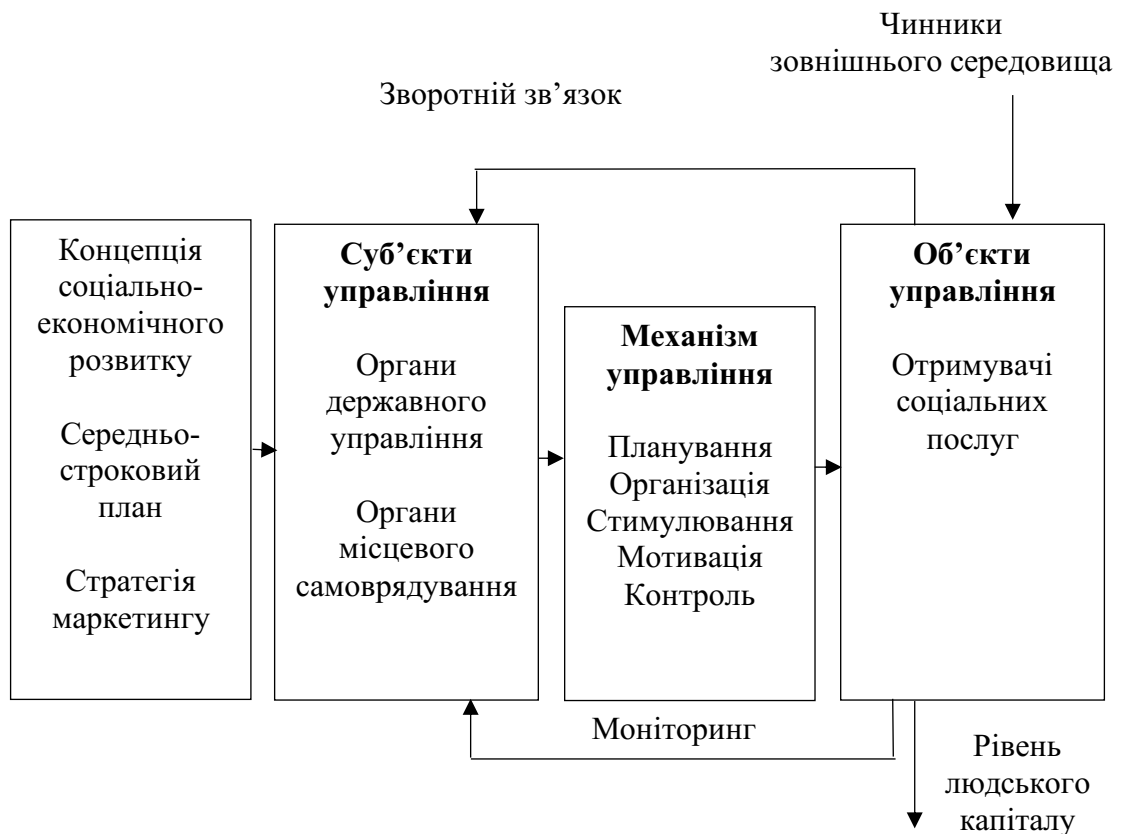 Чинники
зовнішнього середовища
Зворотній зв’язок
Концепція
соціально-
економічного
розвитку
Середньо-
строковий
план
Стратегія
маркетингу
Суб’єкти
управління
Органи
державного
управління
Органи
місцевого
самоврядування
Механізм
управління
Планування
Організація
Стимулювання
Мотивація
Контроль
Об’єкти
управління
Отримувачі
соціальних
послуг
Моніторинг
Рівень
людського
капіталу